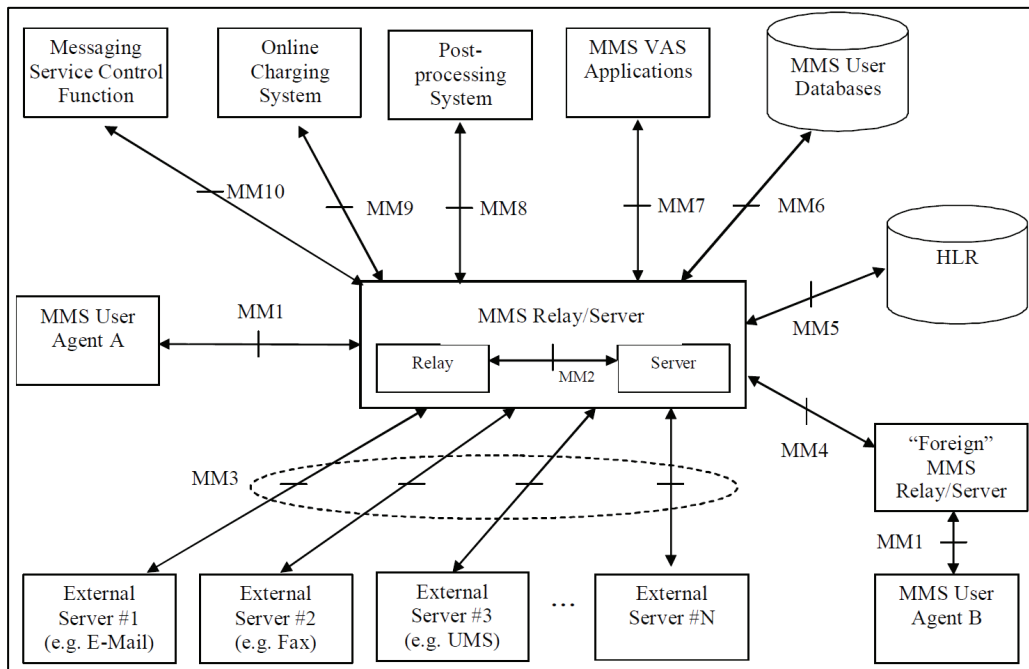 Messaging
Service Control
Function
Online
Charging
System
Post-
processing
System
MMS VAS
Applications
MMS User
Databases
MM10
MM9
MM8
MM7
MM6
HLR
MMS User
Agent A
MM1
MMS Relay/Server
Relay
MM2
Server
MM5
MM4
“Foreign”
MMS
Relay/Server
MM3
MM1
External
Server #1
(e.g. E-Mail)
External
Server #2
(e.g. Fax)
External
Server #3
(e.g. UMS)
...
External
Server #N
MMS User
Agent B